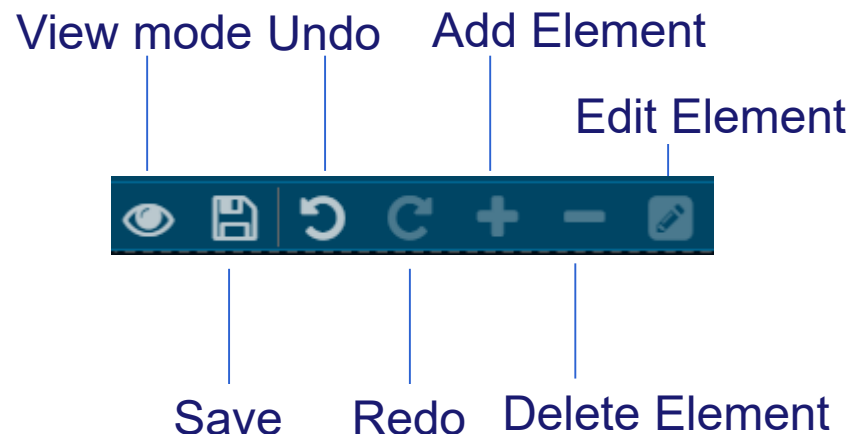 View mode Undo Add Element
Edit Element
Save Redo Delete Element